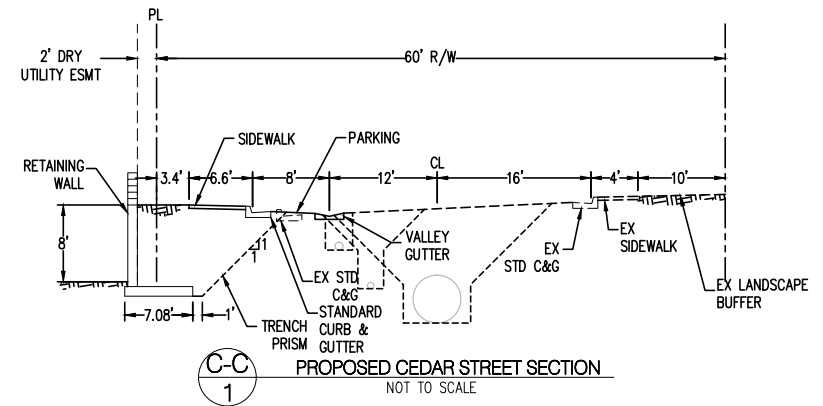 PL
2' DRY
UTILITY ESMT
60' R/W
SIDEWALK
PARKING
CL
RETAINING
WALL
3.4'
6.6'
8'
12'
16'
4'
10'
8'
1
1
VALLEY
GUTTER
EX
STD C&G
EX
SIDEWALK
EX LANDSCAPE
BUFFER
EX STD
C&G
STANDARD
CURB &
GUTTER
7.08'
1'
TRENCH
PRISM
C-C
1
PROPOSED CEDAR STREET SECTION
NOT TO SCALE